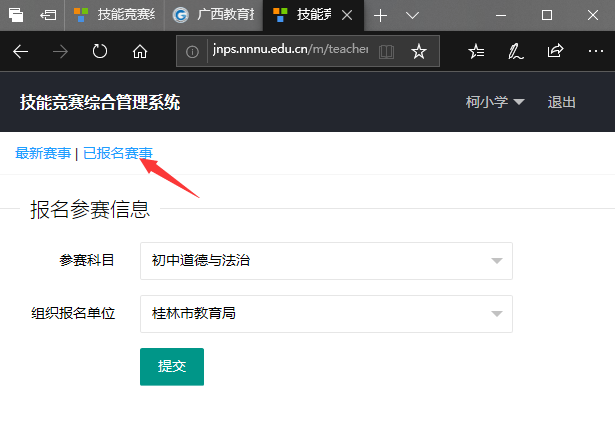 技能竞赛综
广西教育扌
技能竞
jnps.nnnu.edu.cn/m/teacher
技能竞赛综合管理系统
柯小学 退出
最新赛事 | 已报名赛事
报名参赛信息
参赛科目 初中道德与法治
组织报名单位 桂林市教育局
提交